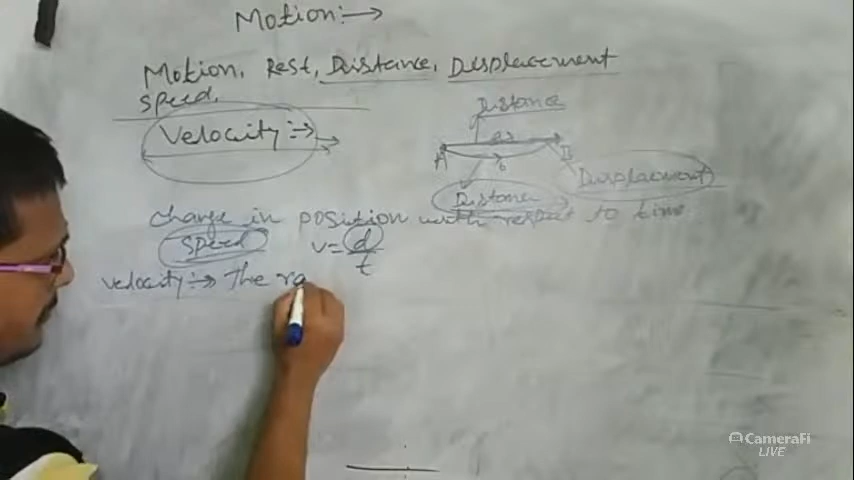 Motion:→
Motion, Rest, Distance, Displacement
Speed,
Velocity:→
Distance
A
B
Displacement
Distance
change in position with respect to time
Speed
v = d/t
velocity:→ The ra
CameraFi
LIVE